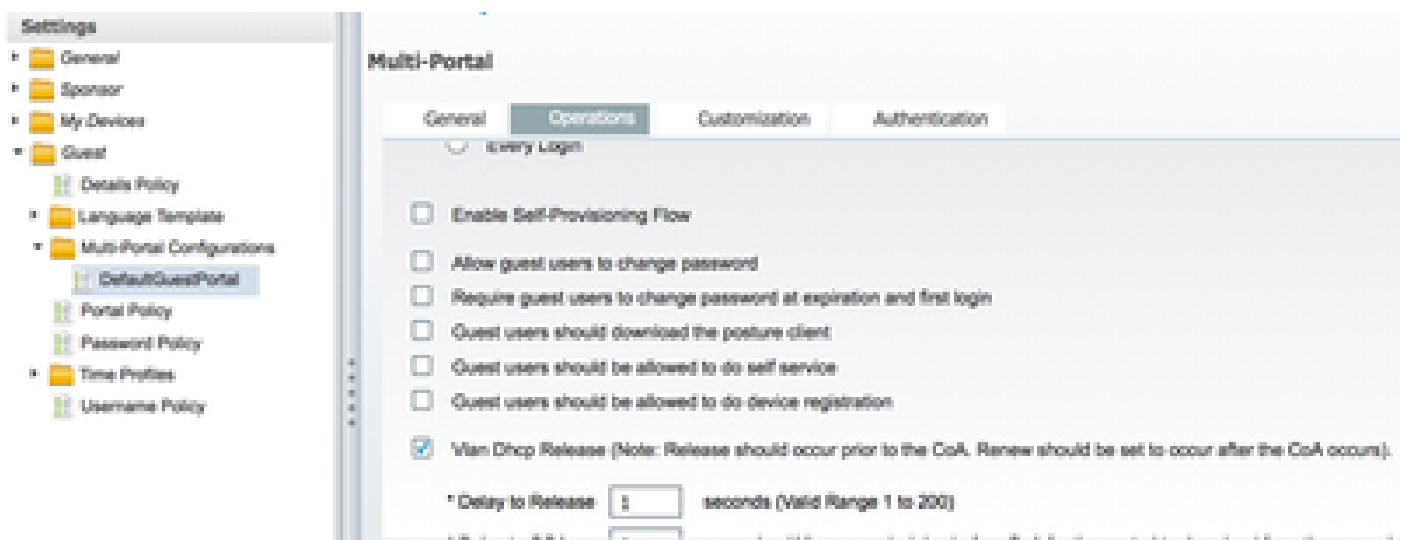 Settings
General
Sponsor
My Devices
Guest
Details Policy
Language Template
Multi-Portal Configurations
DefaultGuestPortal
Portal Policy
Password Policy
Time Profiles
Username Policy
Multi-Portal
General Operations Customization Authentication
Every Login
Enable Self-Provisioning Flow
Allow guest users to change password
Require guest users to change password at expiration and first login
Guest users should download the posture client
Guest users should be allowed to do self service
Guest users should be allowed to do device registration
Vlan Dhcp Release (Note: Release should occur prior to the CoA. Renew should be set to occur after the CoA occurs).
* Delay to Release 1 seconds (Valid Range 1 to 200)